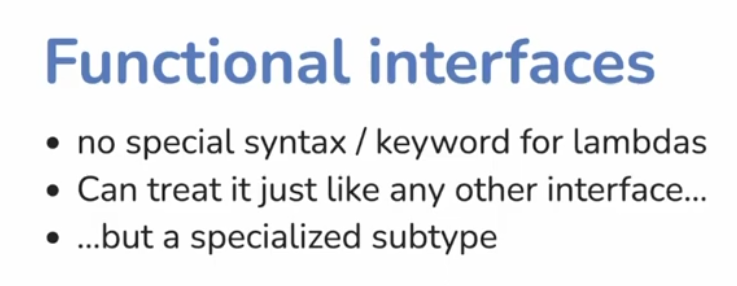 Functional interfaces
• no special syntax / keyword for lambdas
• Can treat it just like any other interface...
• ...but a specialized subtype